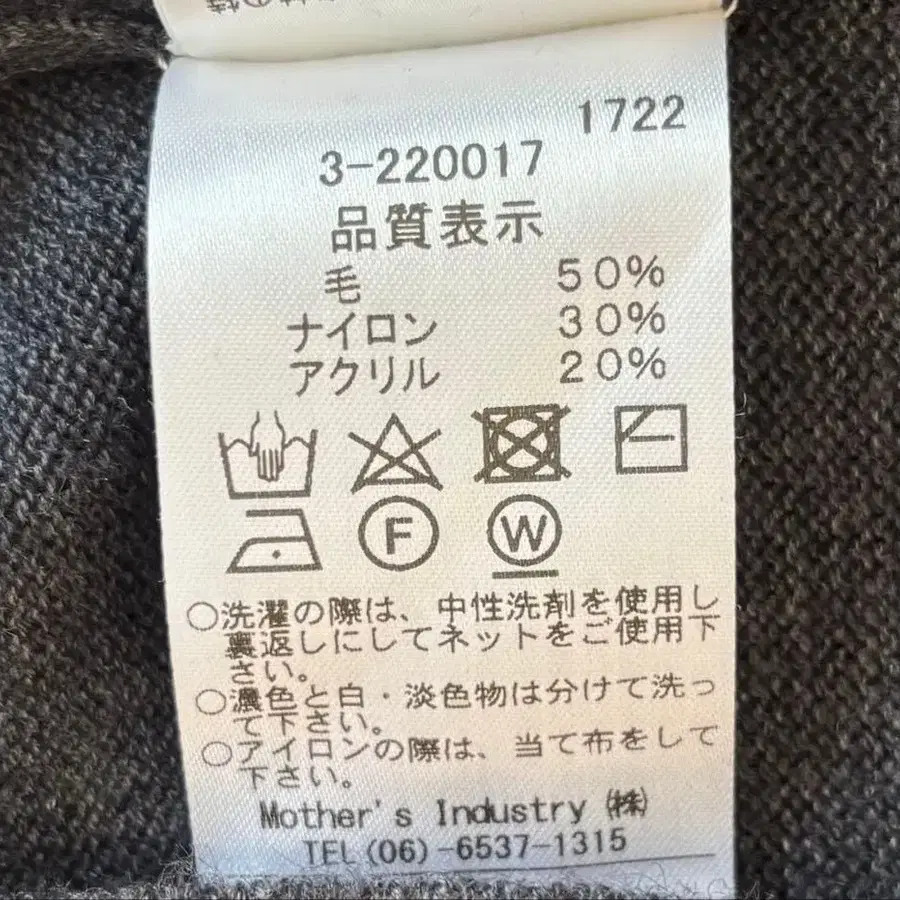 1722
3-220017
品質表示
毛 50%
ナイロン 30%
アクリル 20%
F W
○洗濯の際は、中性洗剤を使用し
裏返しにしてネットをご使用下
さい。
○濃色と白・淡色物は分けて洗っ
て下さい。
○アイロンの際は、当て布をして
下さい。
Mother's Industry ㈱
TEL(06)-6537-1315